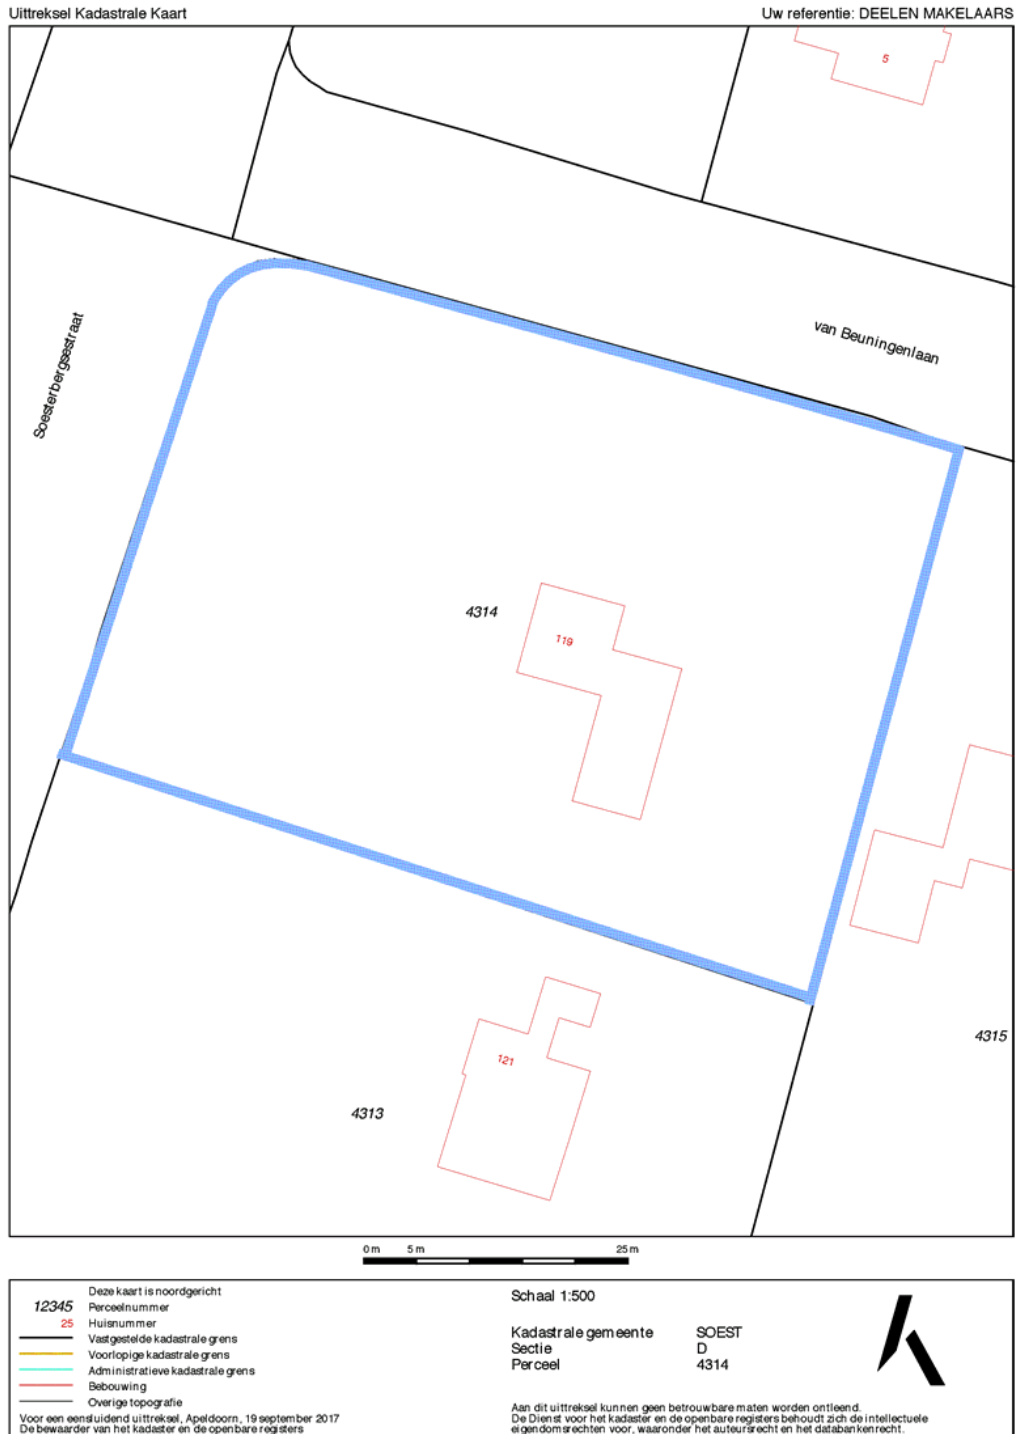 Uittreksel Kadastrale Kaart
Uw referentie: DEELEN MAKELAARS
5
van Beuningenlaan
Soesterbergsestraat
4314
119
4315
121
4313
0 m 5 m 25 m
Deze kaart is noordgericht
12345 Perceelnummer
25 Huisnummer
Vastgestelde kadastrale grens
Voorlopige kadastrale grens
Administratieve kadastrale grens
Bebouwing
Overige topografie
Voor een eensluidend uittreksel, Apeldoorn, 19 september 2017
De bewaarder van het kadaster en de openbare registers
Schaal 1:500
Kadastrale gemeente SOEST
Sectie D
Perceel 4314
Aan dit uittreksel kunnen geen betrouwbare maten worden ontleend.
De Dienst voor het kadaster en de openbare registers behoudt zich de intellectuele
eigendomsrechten voor, waaronder het auteursrecht en het databankenrecht.